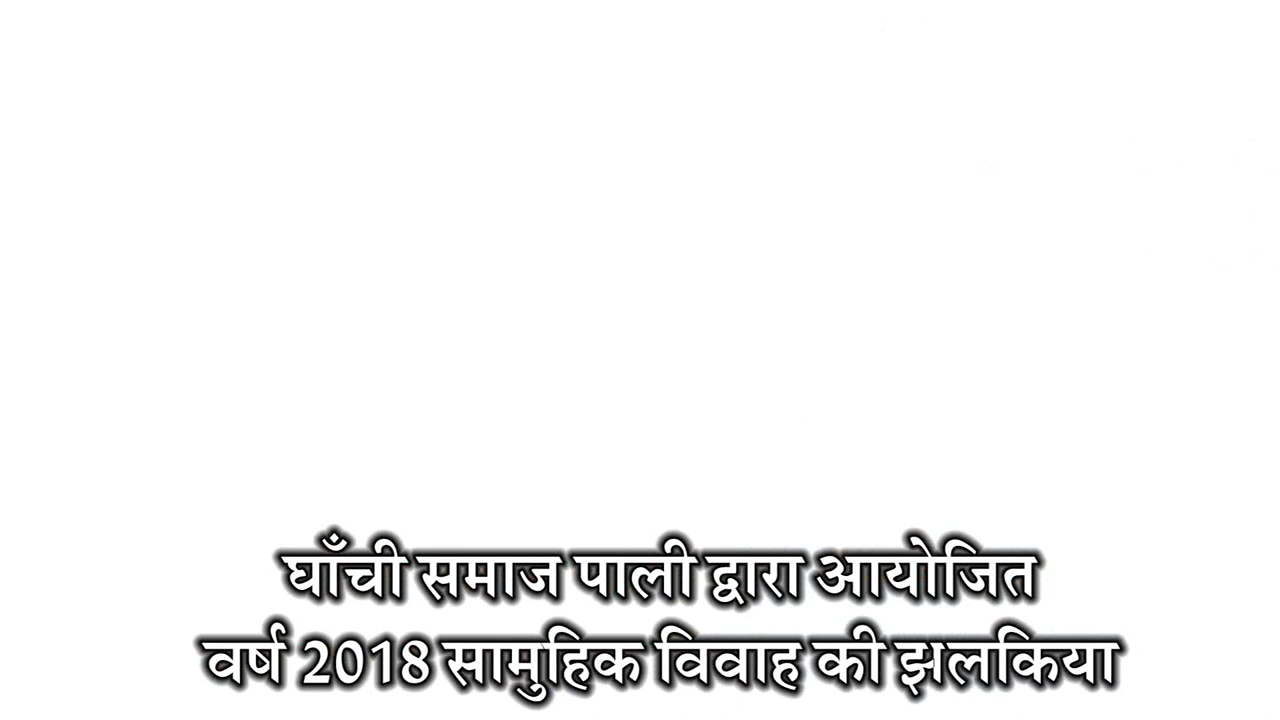 घाँची समाज पाली द्वारा आयोजित
वर्ष 2018 सामुहिक विवाह की झलकिया